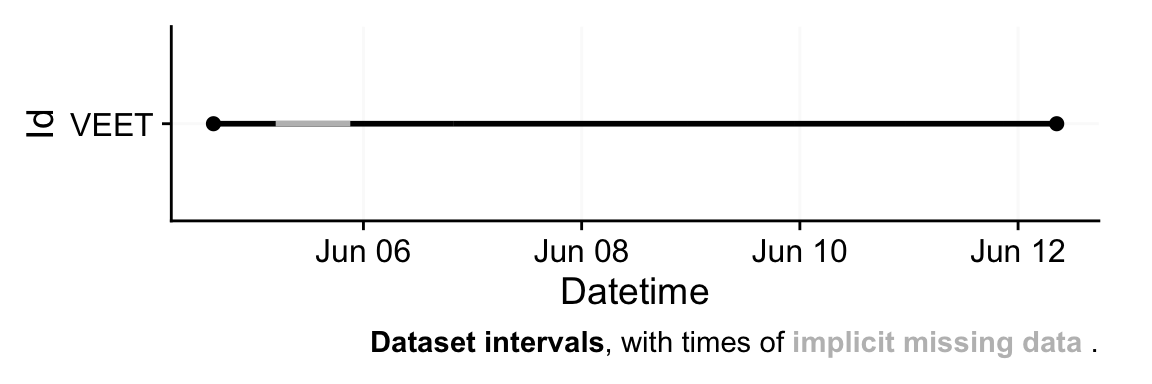 Id
VEET
Jun 06
Jun 08
Jun 10
Jun 12
Datetime
Dataset intervals, with times of implicit missing data .